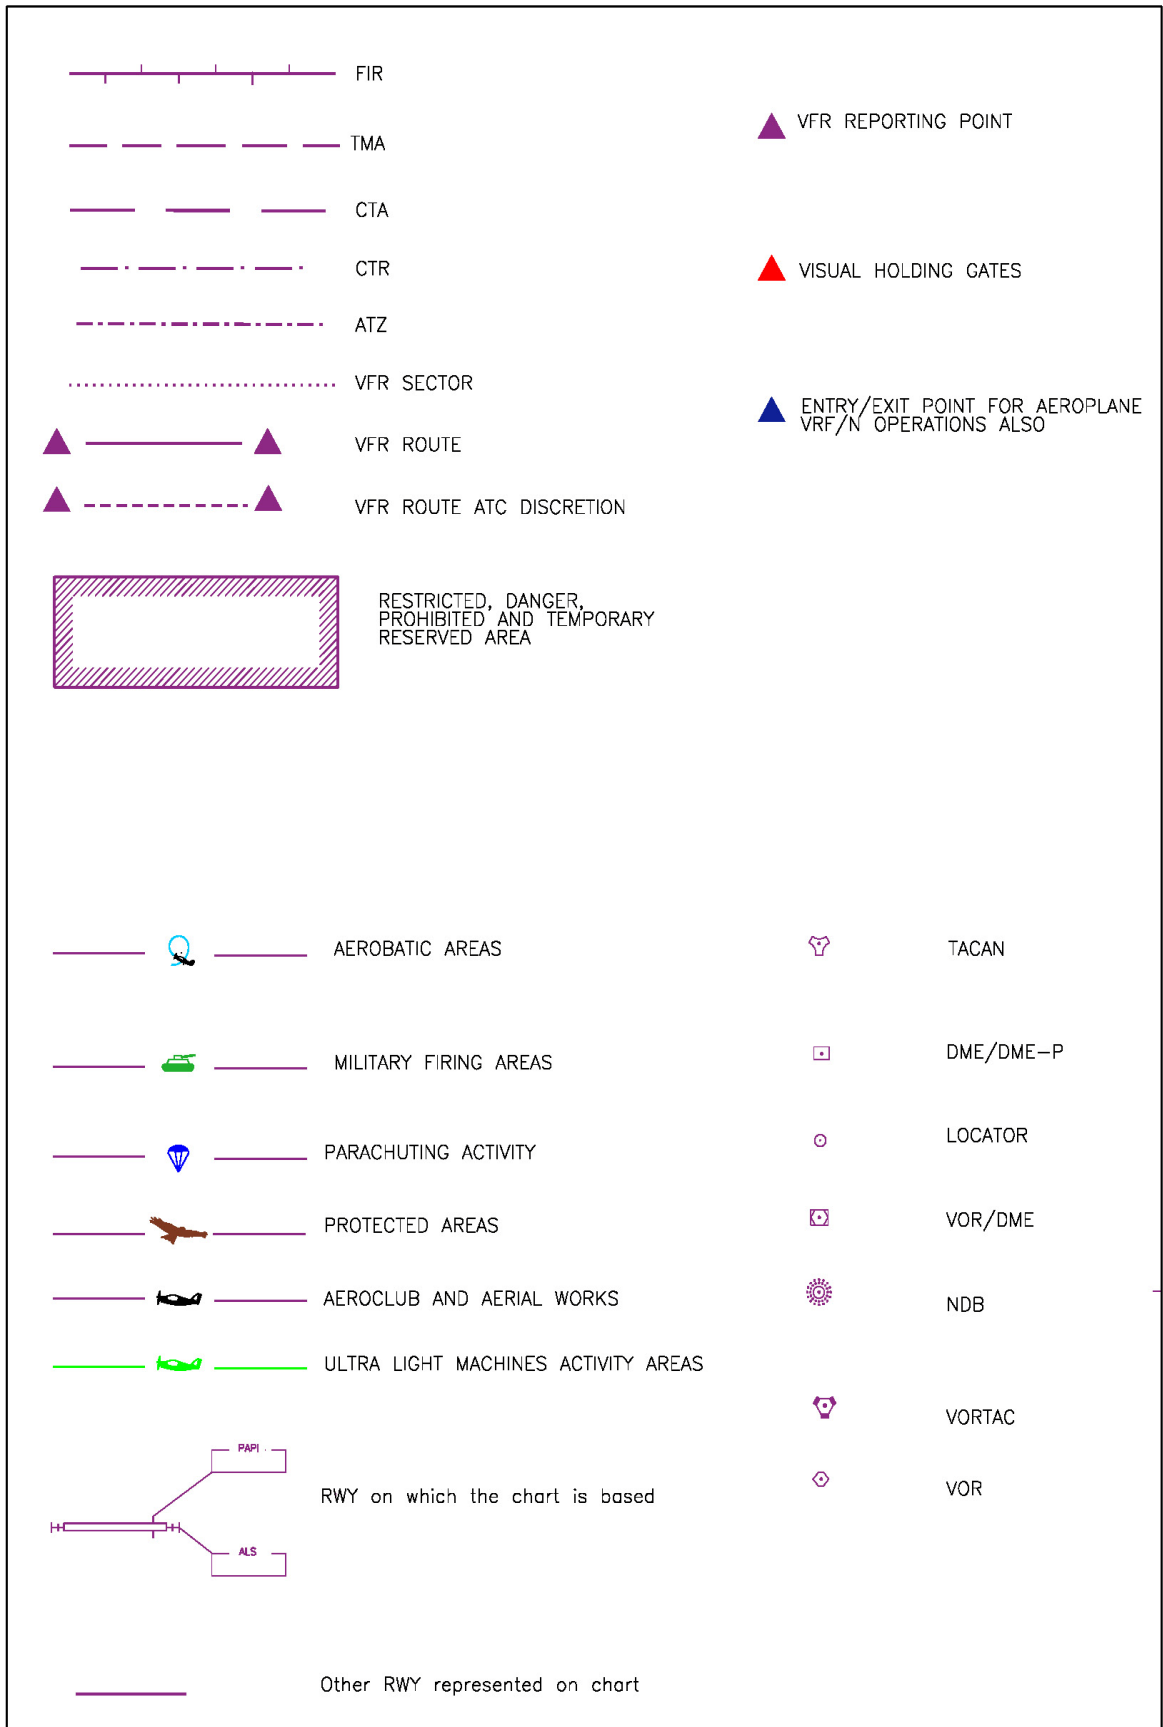 FIR
TMA
CTA
CTR
ATZ
VFR SECTOR
VFR ROUTE
VFR ROUTE ATC DISCRETION
RESTRICTED, DANGER,
PROHIBITED AND TEMPORARY
RESERVED AREA
VFR REPORTING POINT
VISUAL HOLDING GATES
ENTRY/EXIT POINT FOR AEROPLANE
VRF/N OPERATIONS ALSO
AEROBATIC AREAS
MILITARY FIRING AREAS
PARACHUTING ACTIVITY
PROTECTED AREAS
AEROCLUB AND AERIAL WORKS
ULTRA LIGHT MACHINES ACTIVITY AREAS
PAPI
RWY on which the chart is based
ALS
Other RWY represented on chart
TACAN
DME/DME-P
LOCATOR
VOR/DME
NDB
VORTAC
VOR